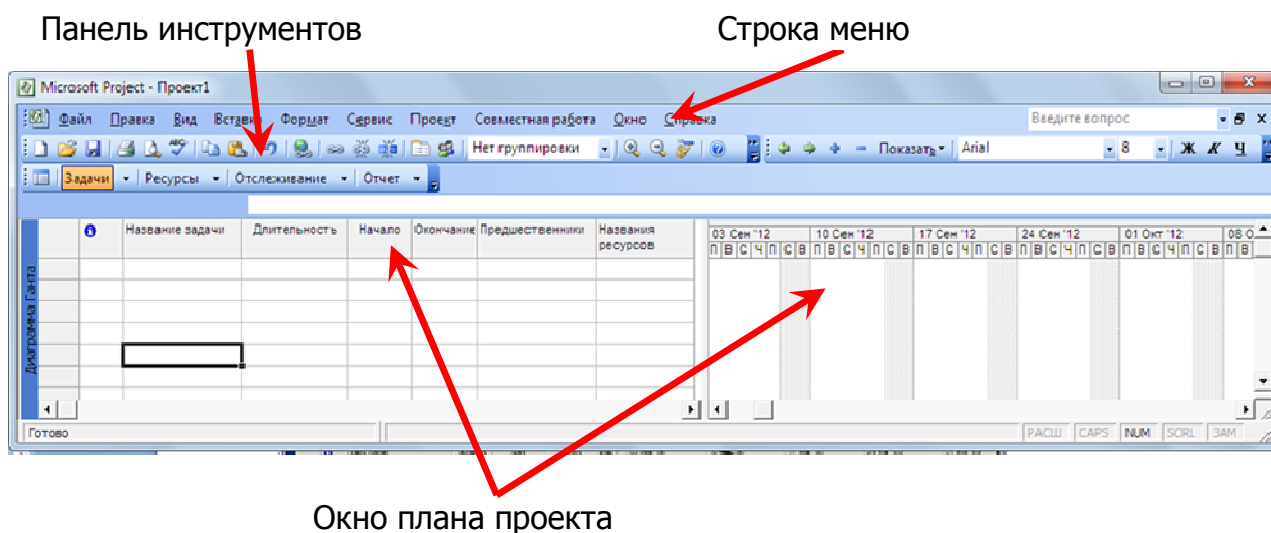 Панель инструментов Строка меню
Microsoft Project - Проект1
Файл Правка Вид Вставка Формат Сервис Проект Совместная работа Окно Справка Введите вопрос
Нет группировки Показать Arial 8 Ж К Ч
Задачи Ресурсы Отслеживание Отчет
Название задачи Длительность Начало Окончание Предшественники Названия ресурсов
03 Сен '12 10 Сен '12 17 Сен '12 24 Сен '12 01 Окт '12 08 О
П В С Ч П С В П В С Ч П С В П В С Ч П С В П В С Ч П С В П В С Ч П С В П В
Диаграмма Ганта
Готово РАСШ CAPS NUM SCRL ЗАМ
Окно плана проекта